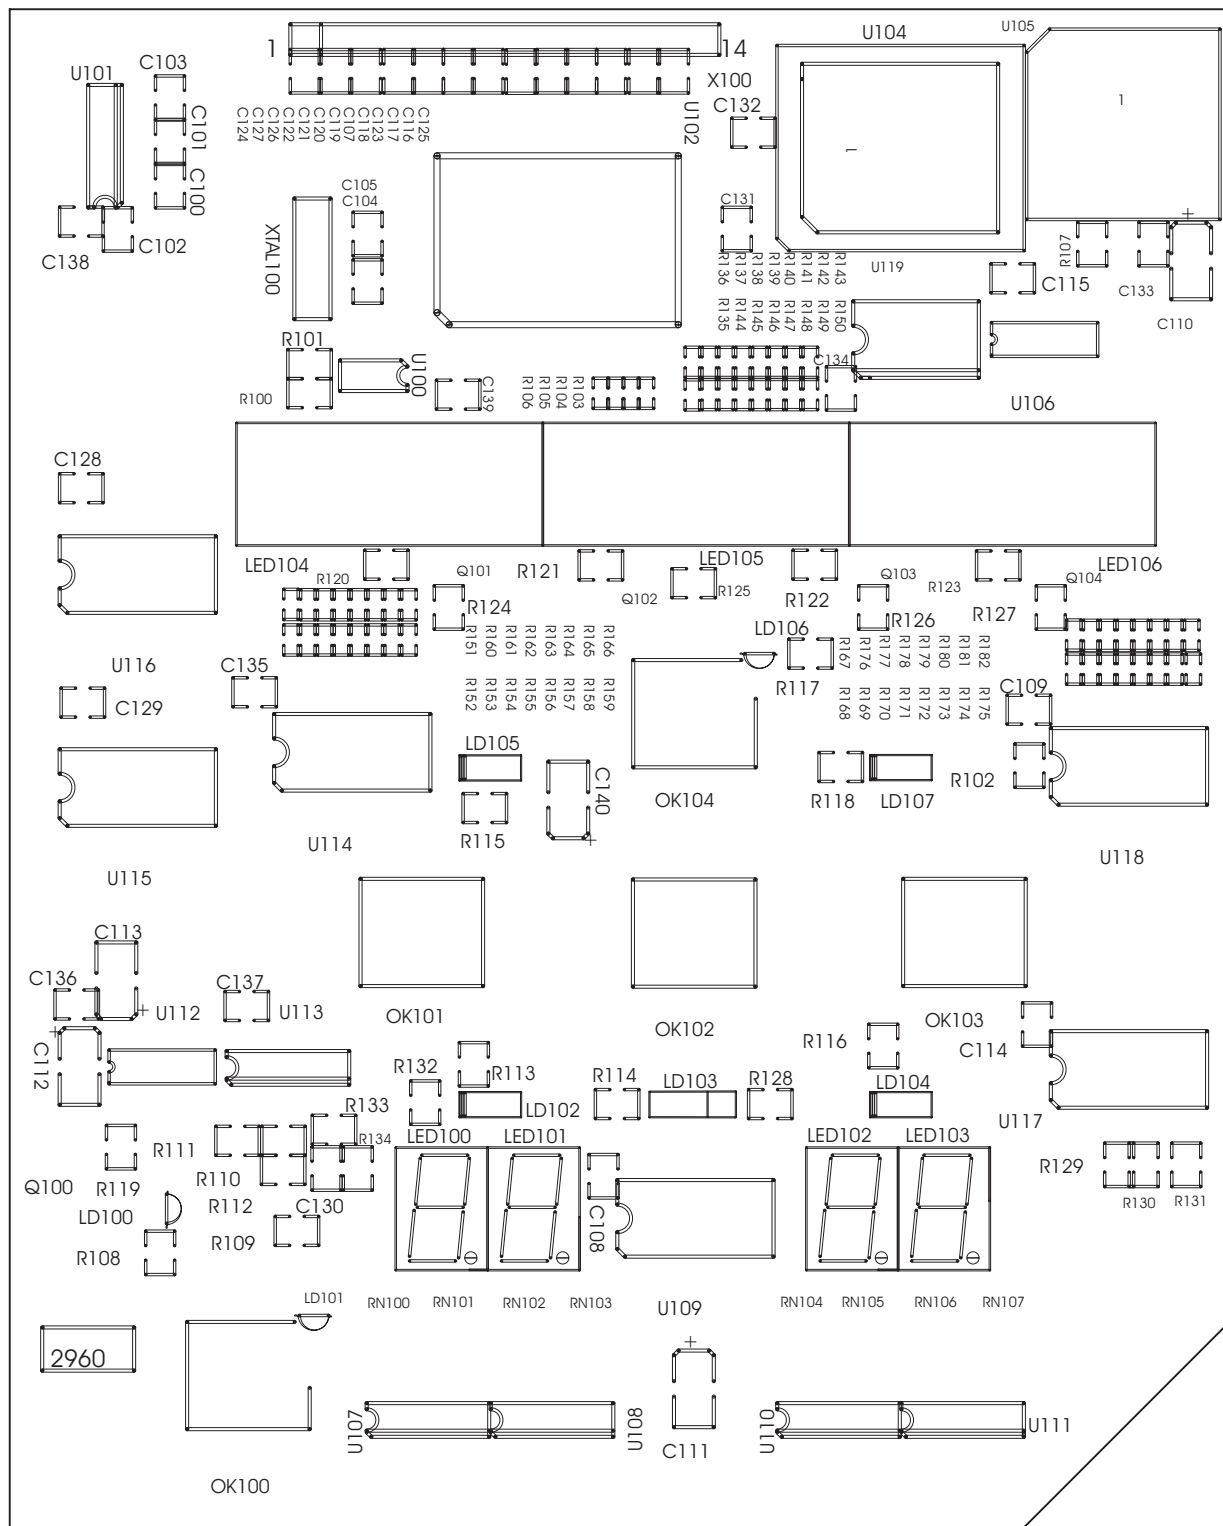 U105
U104
1
14
C103
U101
X100
C132
U102
1
1
C124
C127
C126
C122
C121
C120
C119
C107
C118
C123
C117
C116
C125
C101
C100
C105
C104
C131
XTAL100
C138
C102
R107
U119
C115
C133
C110
R136
R137
R138
R139
R140
R141
R142
R143
R135
R144
R145
R146
R147
R148
R149
R150
R101
U100
C139
R106
R105
R104
R103
C134
R100
U106
C128
LED104
R121
LED105
LED106
R120
Q101
R124
Q102
R125
R122
Q103
R126
R123
R127
Q104
LD106
R151
R160
R161
R162
R163
R164
R165
R166
R167
R176
R177
R178
R179
R180
R181
R182
U116
C135
R117
C129
R152
R153
R154
R155
R156
R157
R158
R159
R168
R169
R170
R171
R172
R173
R174
R175
C109
LD105
C140
OK104
R118
LD107
R102
R115
U114
U118
U115
C113
C136
C137
U112
U113
OK101
OK102
OK103
C112
R116
C114
R132
R113
R114
LD103
R128
LD104
LD102
U117
R133
R134
LED100
LED101
LED102
LED103
R111
R110
R129
Q100
R119
R112
C130
R130
R131
LD100
R109
C108
R108
LD101
RN100
RN101
RN102
RN103
U109
RN104
RN105
RN106
RN107
2960
U107
U108
C111
U110
U111
OK100